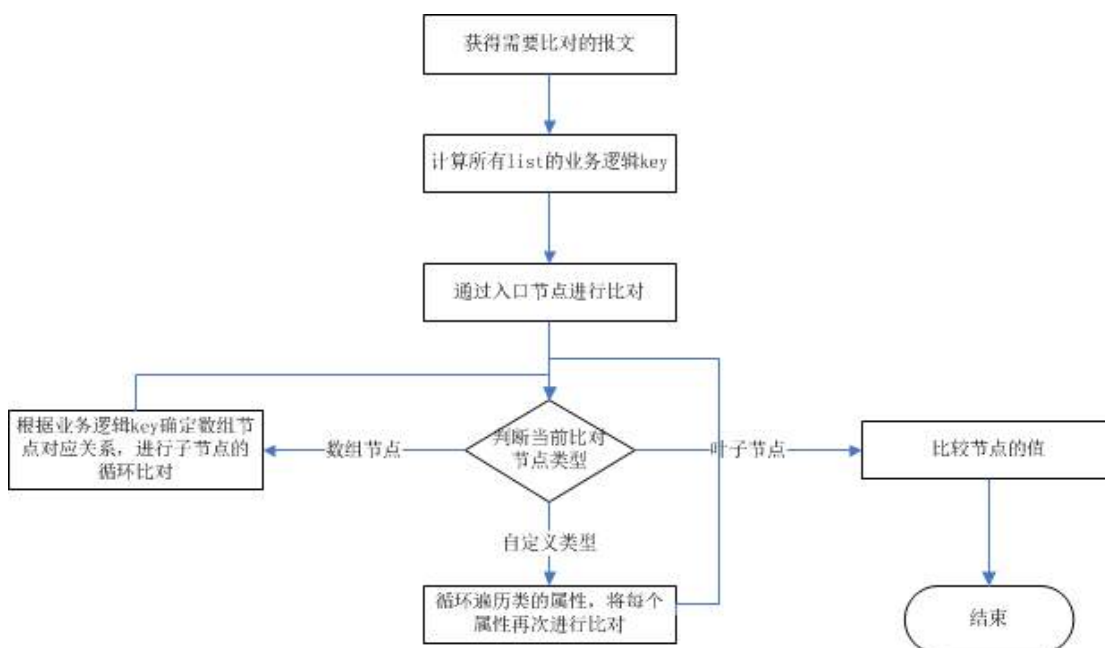 获得需要比对的报文
计算所有list的业务逻辑key
通过入口节点进行比对
根据业务逻辑key确定数组节
点对应关系，进行子节点的
循环比对
数组节点
判断当前比对
节点类型
叶子节点
比较节点的值
自定义类型
循环遍历类的属性，将每个
属性再次进行比对
结束